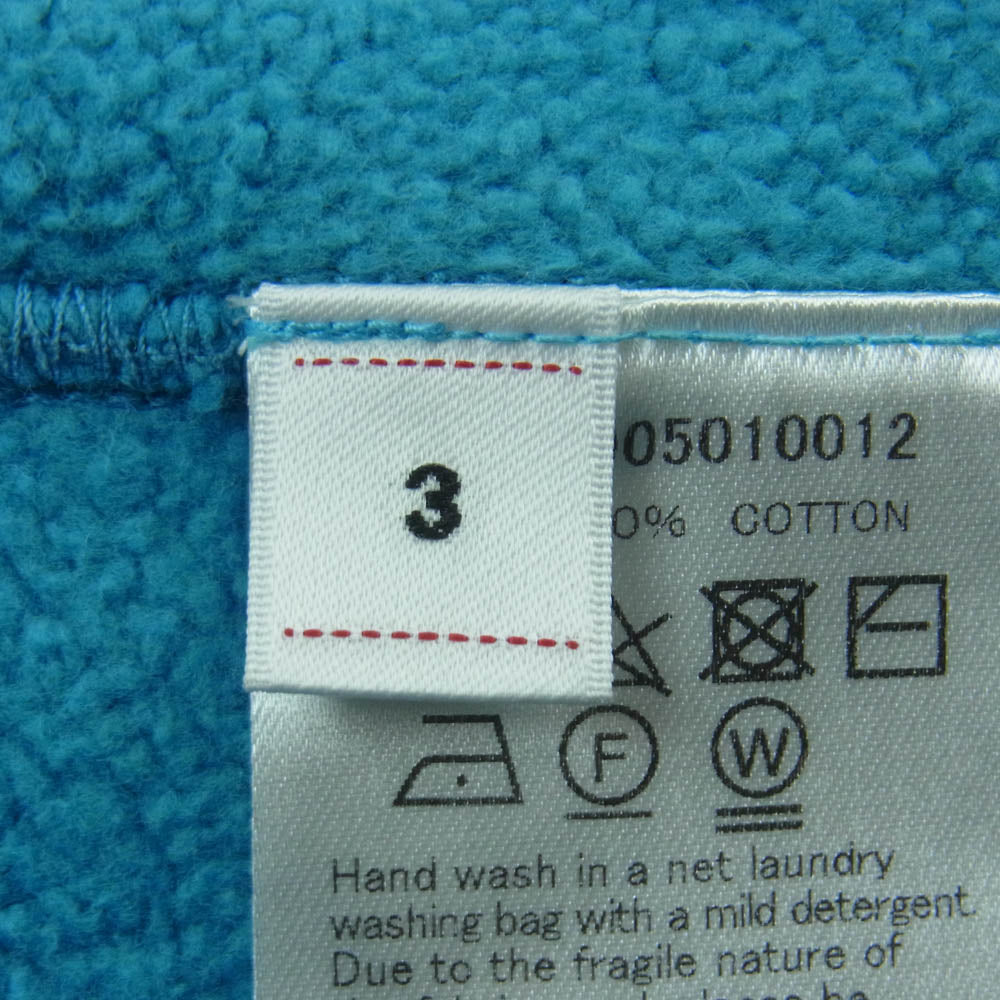 3
05010012
0% COTTON
F W
Hand wash in a net laundry
washing bag with a mild detergent.
Due to the fragile nature of